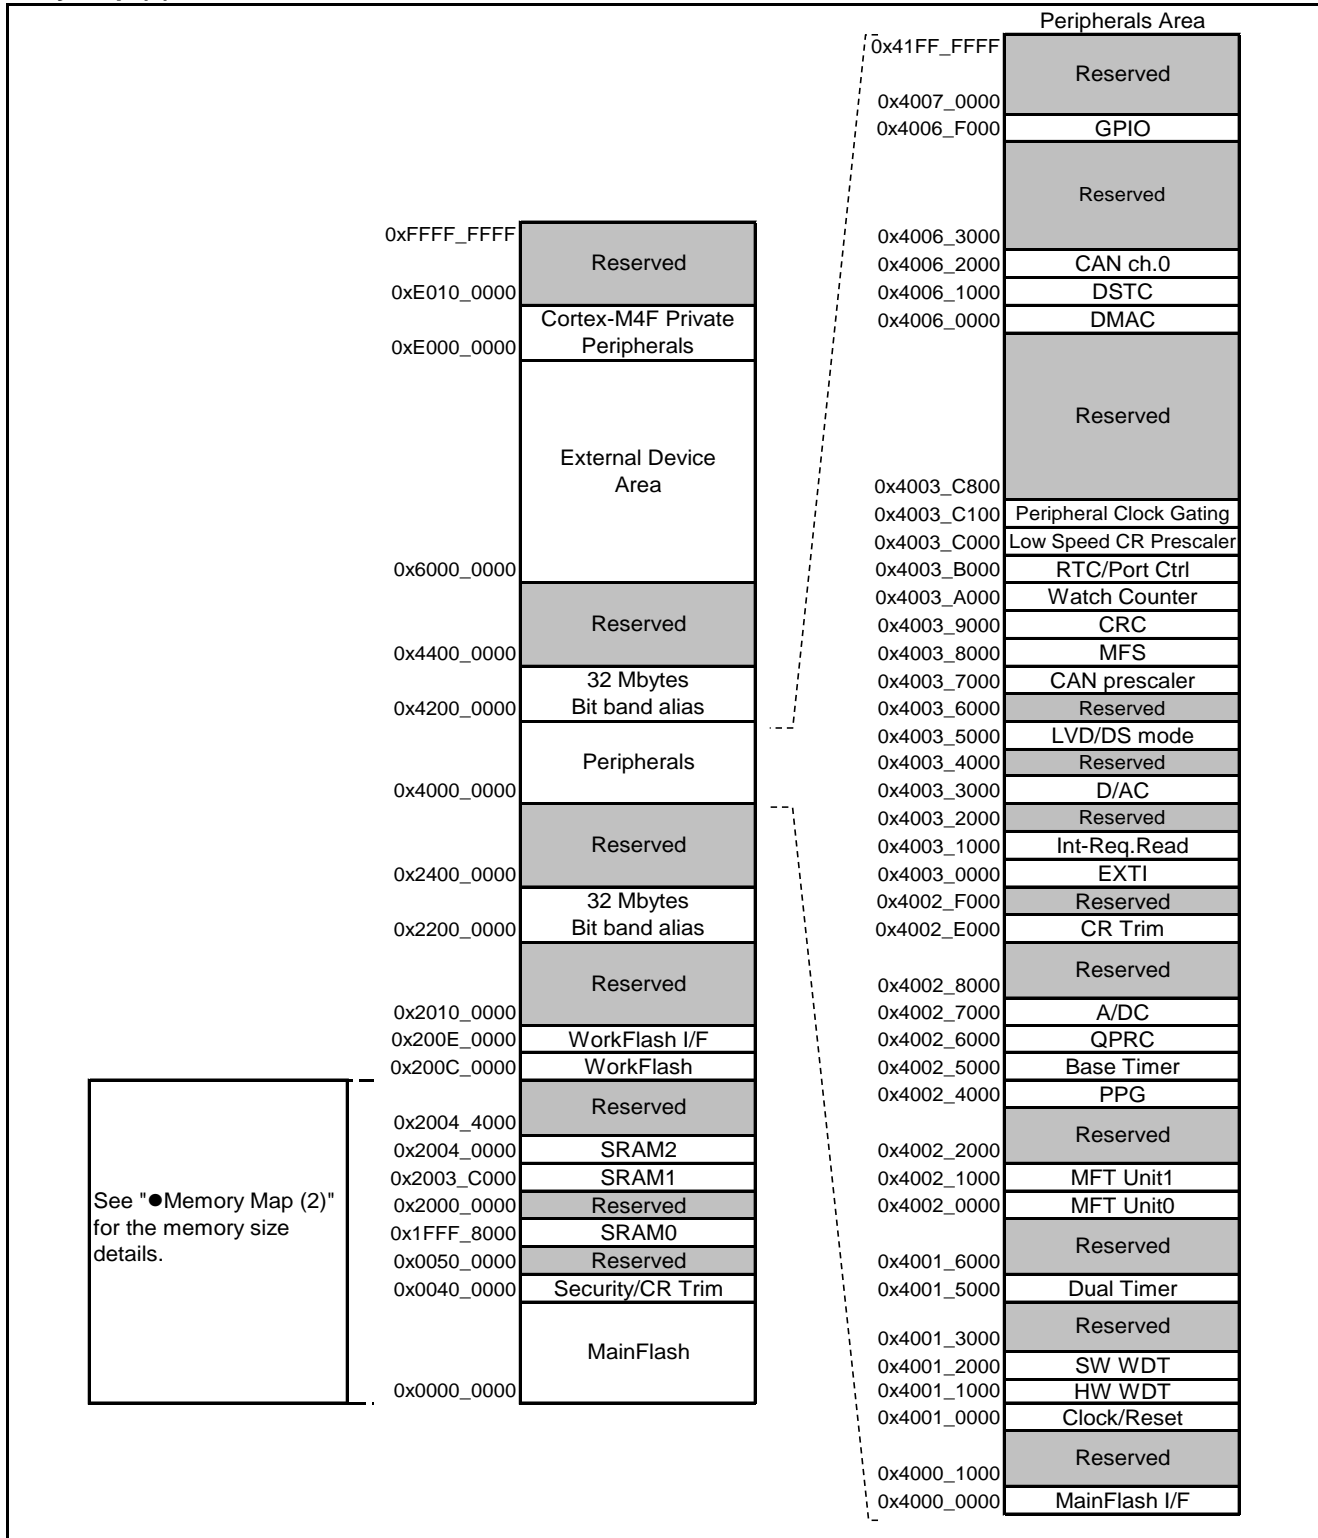 Peripherals Area
0x41FF_FFFF
Reserved
0x4007_0000
0x4006_F000 GPIO
Reserved
0x4006_3000
0x4006_2000 CAN ch.0
0x4006_1000 DSTC
0x4006_0000 DMAC
Reserved
0x4003_C800
0x4003_C100 Peripheral Clock Gating
0x4003_C000 Low Speed CR Prescaler
0x4003_B000 RTC/Port Ctrl
0x4003_A000 Watch Counter
0x4003_9000 CRC
0x4003_8000 MFS
0x4003_7000 CAN prescaler
0x4003_6000 Reserved
0x4003_5000 LVD/DS mode
0x4003_4000 Reserved
0x4003_3000 D/AC
0x4003_2000 Reserved
0x4003_1000 Int-Req.Read
0x4003_0000 EXTI
0x4002_F000 Reserved
0x4002_E000 CR Trim
Reserved
0x4002_8000
0x4002_7000 A/DC
0x4002_6000 QPRC
0x4002_5000 Base Timer
0x4002_4000 PPG
Reserved
0x4002_2000
0x4002_1000 MFT Unit1
0x4002_0000 MFT Unit0
Reserved
0x4001_6000
0x4001_5000 Dual Timer
Reserved
0x4001_3000
0x4001_2000 SW WDT
0x4001_1000 HW WDT
0x4001_0000 Clock/Reset
Reserved
0x4000_1000
0x4000_0000 MainFlash I/F
0xFFFF_FFFF
Reserved
0xE010_0000
Cortex-M4F Private
0xE000_0000 Peripherals
External Device
Area
0x6000_0000
Reserved
0x4400_0000
32 Mbytes
0x4200_0000 Bit band alias
Peripherals
0x4000_0000
Reserved
0x2400_0000
32 Mbytes
0x2200_0000 Bit band alias
Reserved
0x2010_0000
0x200E_0000 WorkFlash I/F
0x200C_0000 WorkFlash
Reserved
0x2004_4000
0x2004_0000 SRAM2
0x2003_C000 SRAM1
0x2000_0000 Reserved
0x1FFF_8000 SRAM0
0x0050_0000 Reserved
0x0040_0000 Security/CR Trim
MainFlash
0x0000_0000
See "●Memory Map (2)"
for the memory size
details.